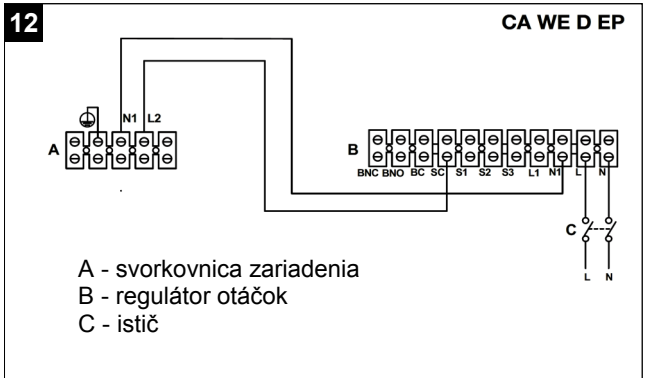 12
CA WE D EP
N1 L2
A
B
BNC BNO BC SC S1 S2 S3 L1 N1 L N
C
L N
A - svorkovnica zariadenia
B - regulátor otáčok
C - istič